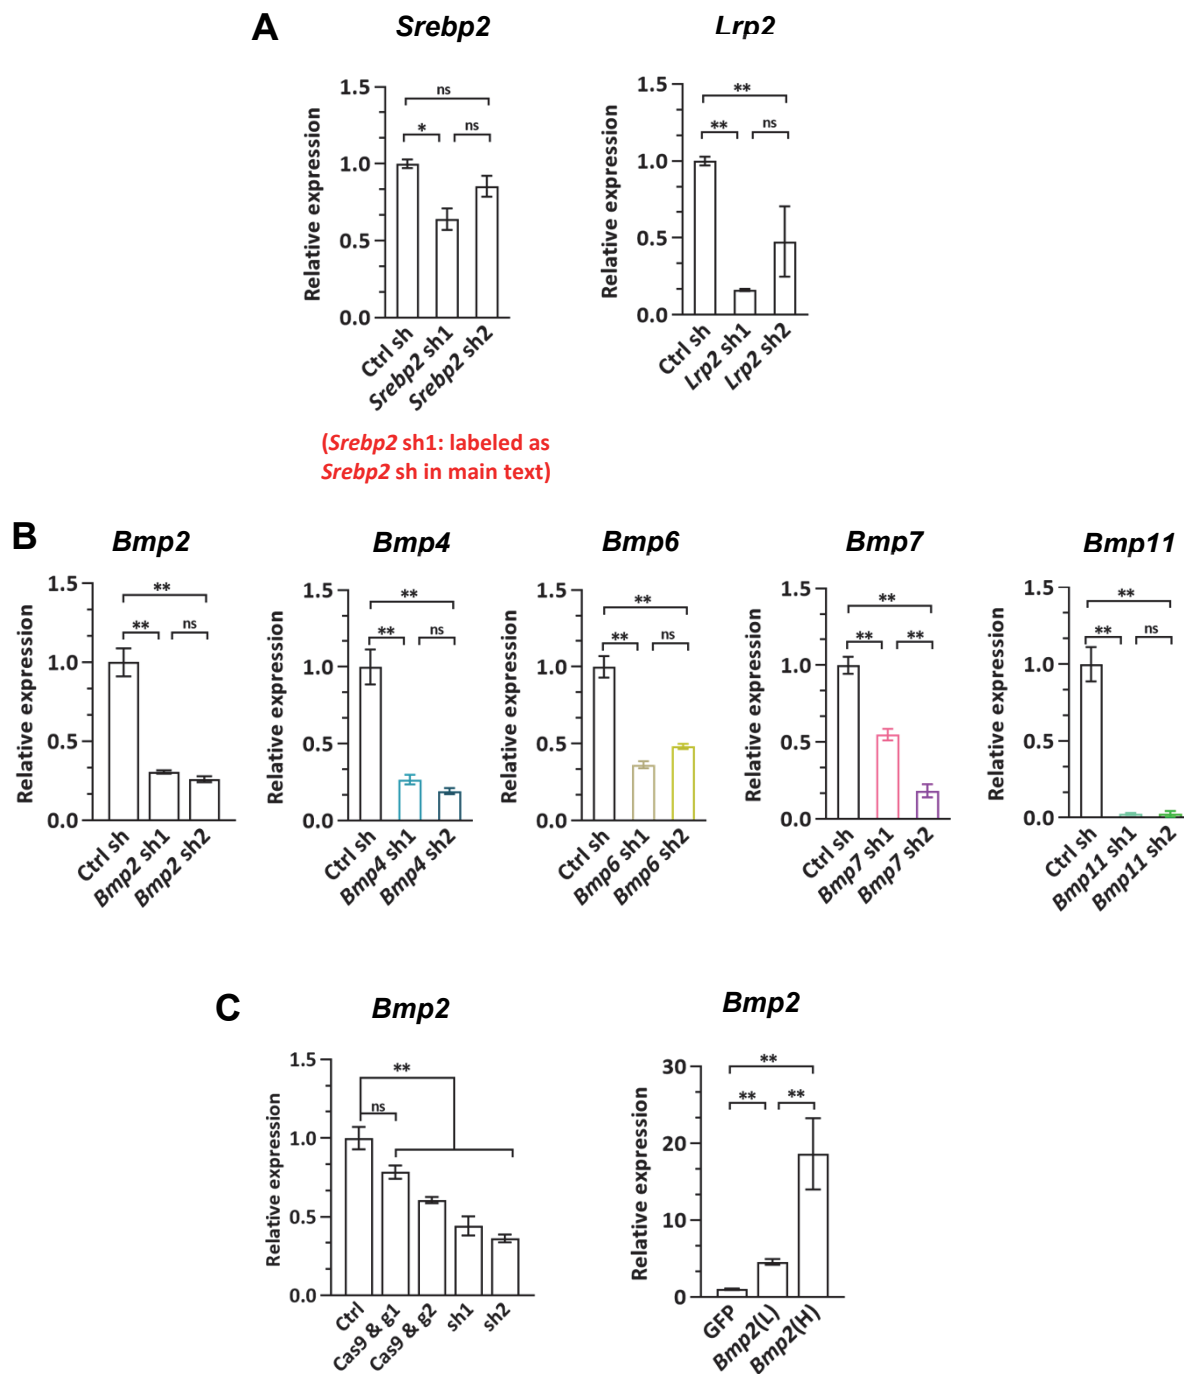 A
Srebp2
Lrp2
Relative expression
1.5
1.0
0.5
0.0
ns
*
ns
Ctrl sh
Srebp2 sh1
Srebp2 sh2
Relative expression
1.5
1.0
0.5
0.0
**
**
ns
Ctrl sh
Lrp2 sh1
Lrp2 sh2
(Srebp2 sh1: labeled as
Srebp2 sh in main text)
B
Bmp2
Bmp4
Bmp6
Bmp7
Bmp11
Relative expression
1.5
1.0
0.5
0.0
**
**
ns
Ctrl sh
Bmp2 sh1
Bmp2 sh2
Relative expression
1.5
1.0
0.5
0.0
**
**
ns
Ctrl sh
Bmp4 sh1
Bmp4 sh2
Relative expression
1.5
1.0
0.5
0.0
**
**
ns
Ctrl sh
Bmp6 sh1
Bmp6 sh2
Relative expression
1.5
1.0
0.5
0.0
**
**
**
Ctrl sh
Bmp7 sh1
Bmp7 sh2
Relative expression
1.5
1.0
0.5
0.0
**
**
ns
Ctrl sh
Bmp11 sh1
Bmp11 sh2
C
Bmp2
Bmp2
Relative expression
1.5
1.0
0.5
0.0
**
ns
Ctrl
Cas9 & g1
Cas9 & g2
sh1
sh2
Relative expression
30
20
10
0
**
**
**
GFP
Bmp2(L)
Bmp2(H)